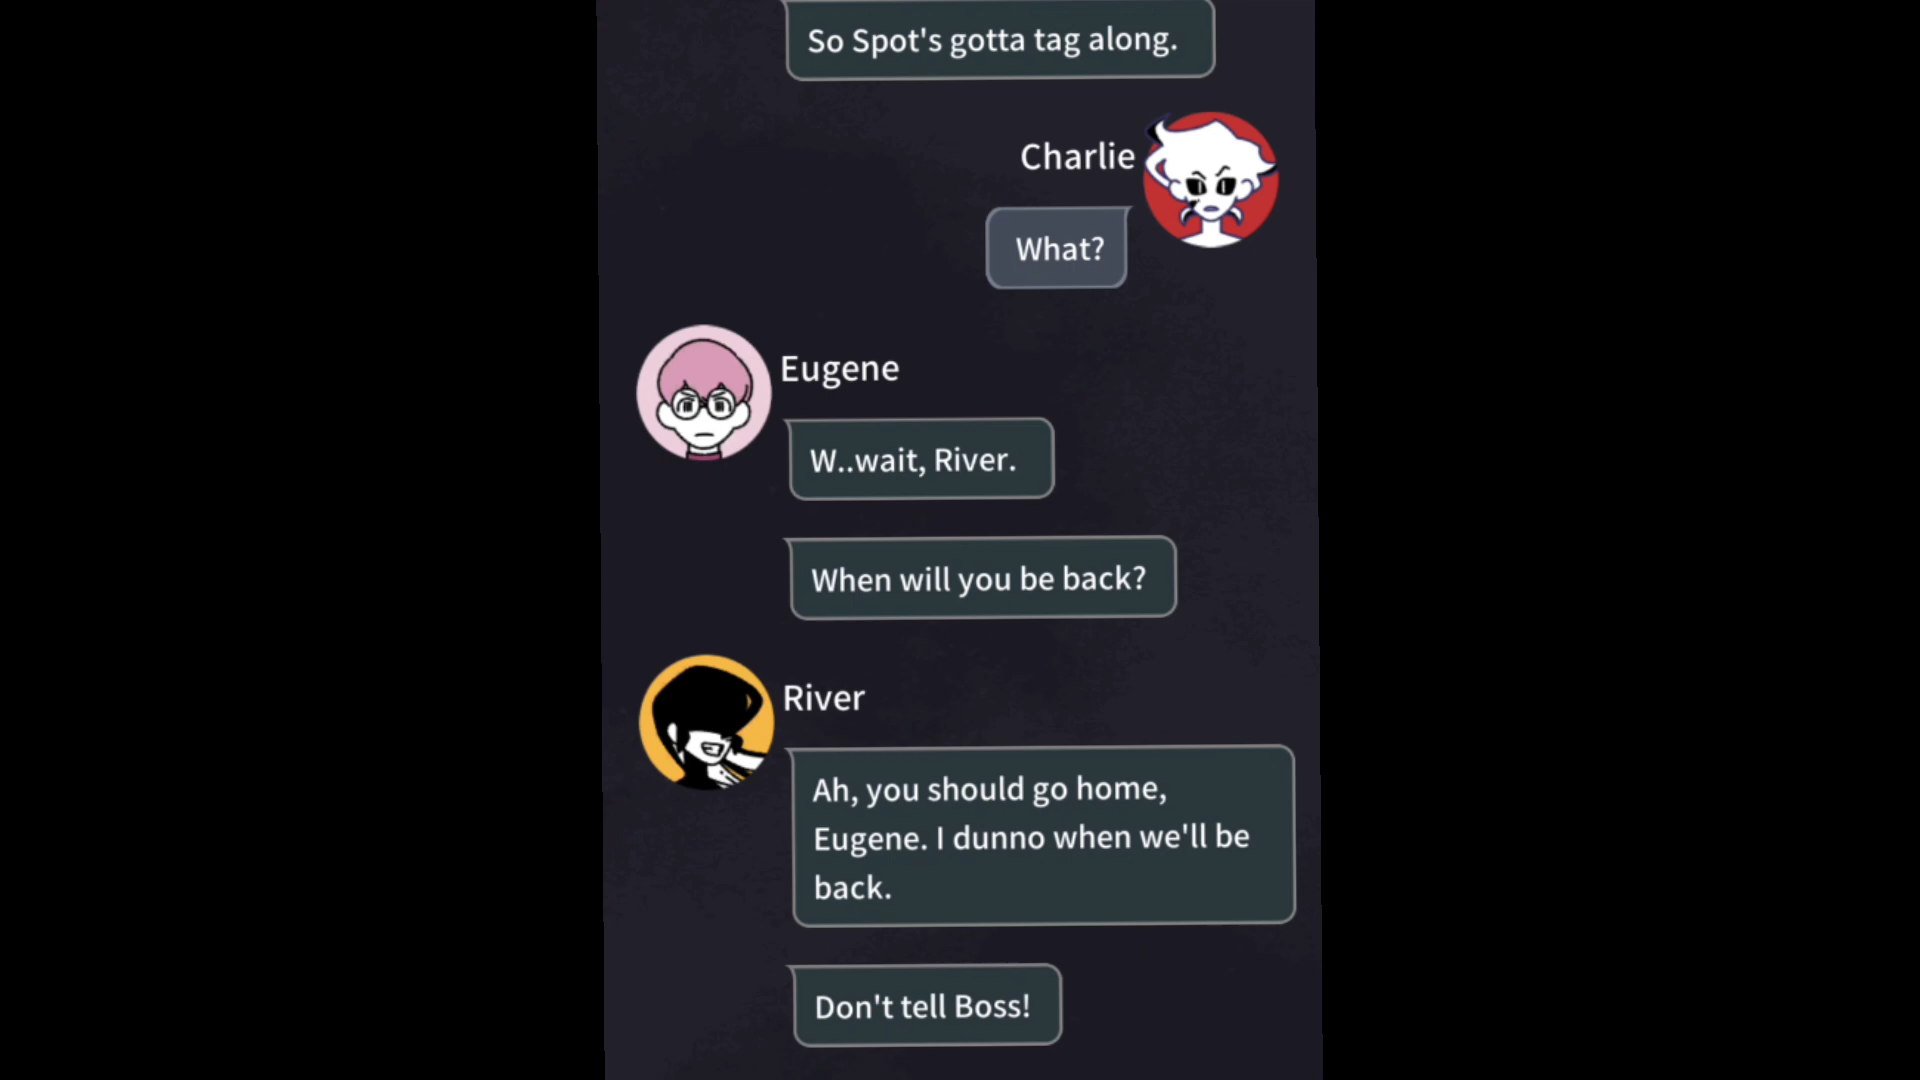 So Spot's gotta tag along.
Charlie
What?
Eugene
W..wait, River.
When will you be back?
River
Ah, you should go home,
Eugene. I dunno when we'll be
back.
Don't tell Boss!